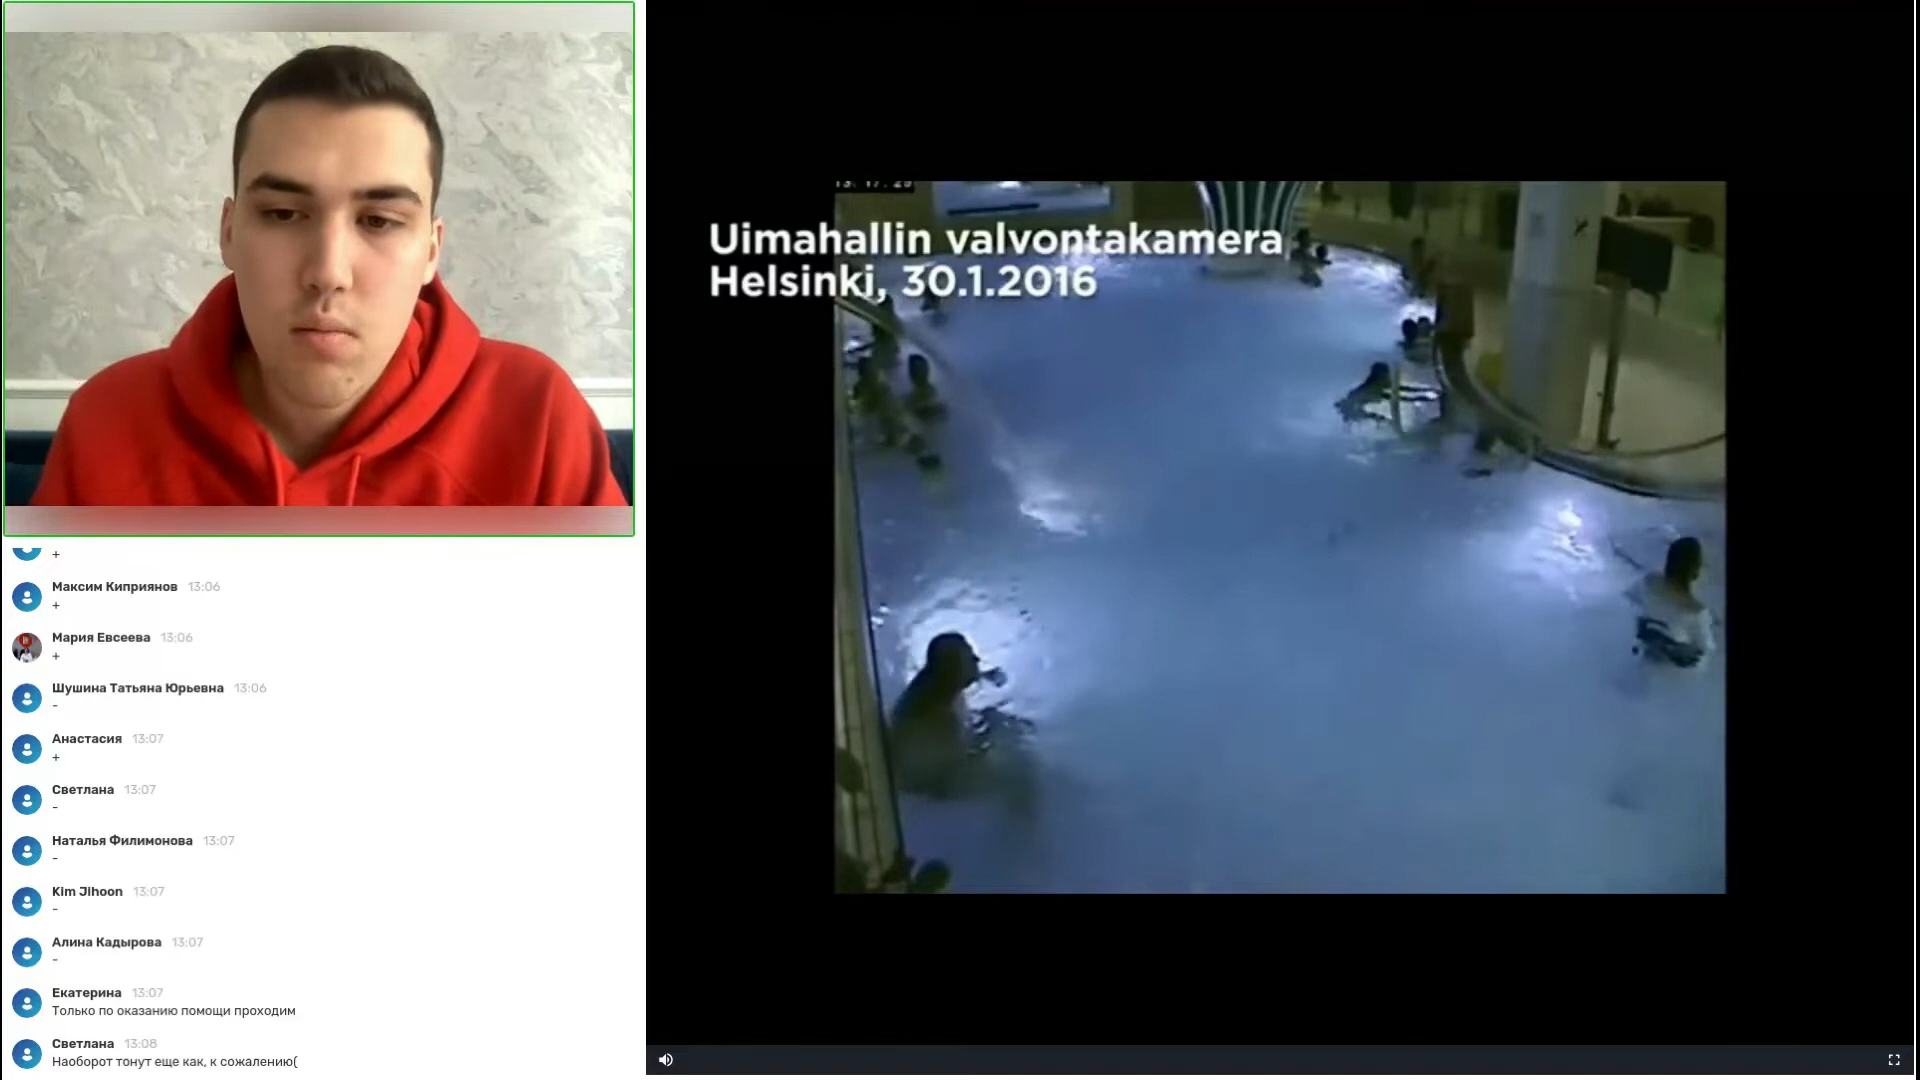 +
Максим Киприянов 13:06
+
Мария Евсеева 13:06
+
Шушина Татьяна Юрьевна 13:06
-
Анастасия 13:07
+
Светлана 13:07
-
Наталья Филимонова 13:07
-
Kim Jihoon 13:07
-
Алина Кадырова 13:07
-
Екатерина 13:07
Только по оказанию помощи проходим
Светлана 13:08
Наоборот тонут еще как, к сожалению(
Uimahallin valvontakamera
Helsinki, 30.1.2016